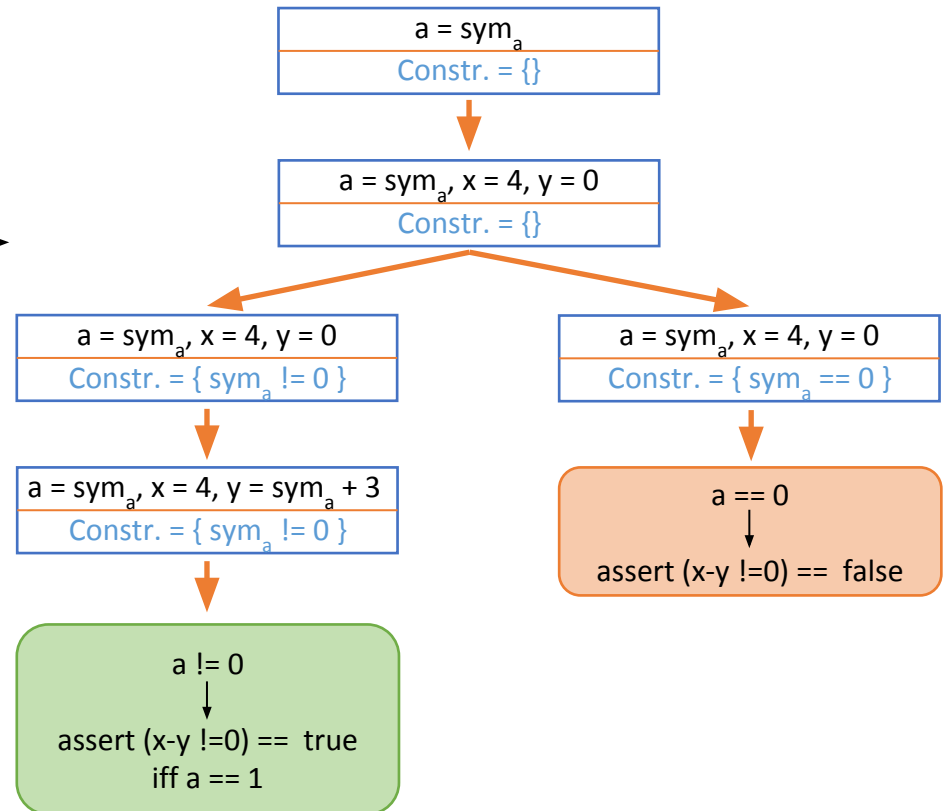 a = symₐ
Constr. = {}
a = symₐ, x = 4, y = 0
Constr. = {}
a = symₐ, x = 4, y = 0
Constr. = { symₐ != 0 }
a = symₐ, x = 4, y = 0
Constr. = { symₐ == 0 }
a = symₐ, x = 4, y = symₐ + 3
Constr. = { symₐ != 0 }
a == 0
assert (x-y !=0) == false
a != 0
assert (x-y !=0) == true
iff a == 1